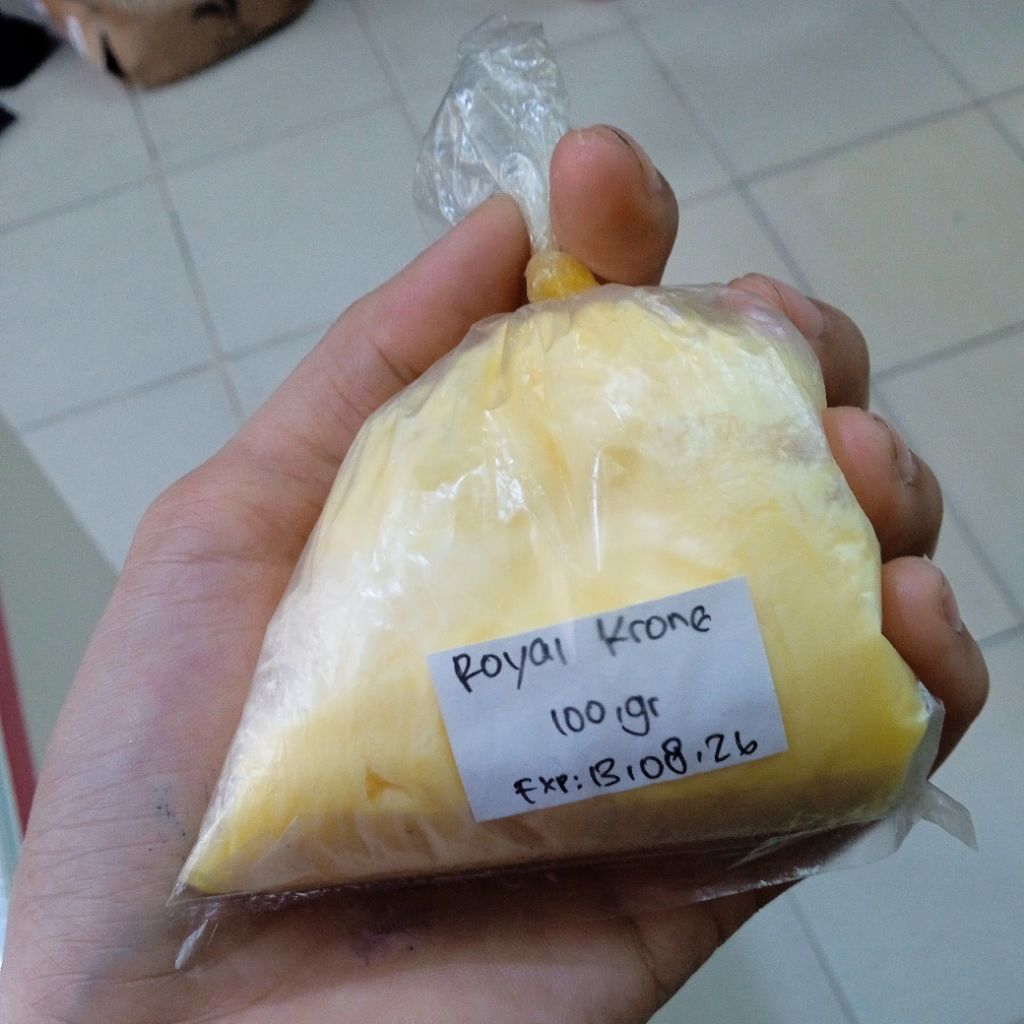 Royal Krone
100,gr
Exp: 13,08,26